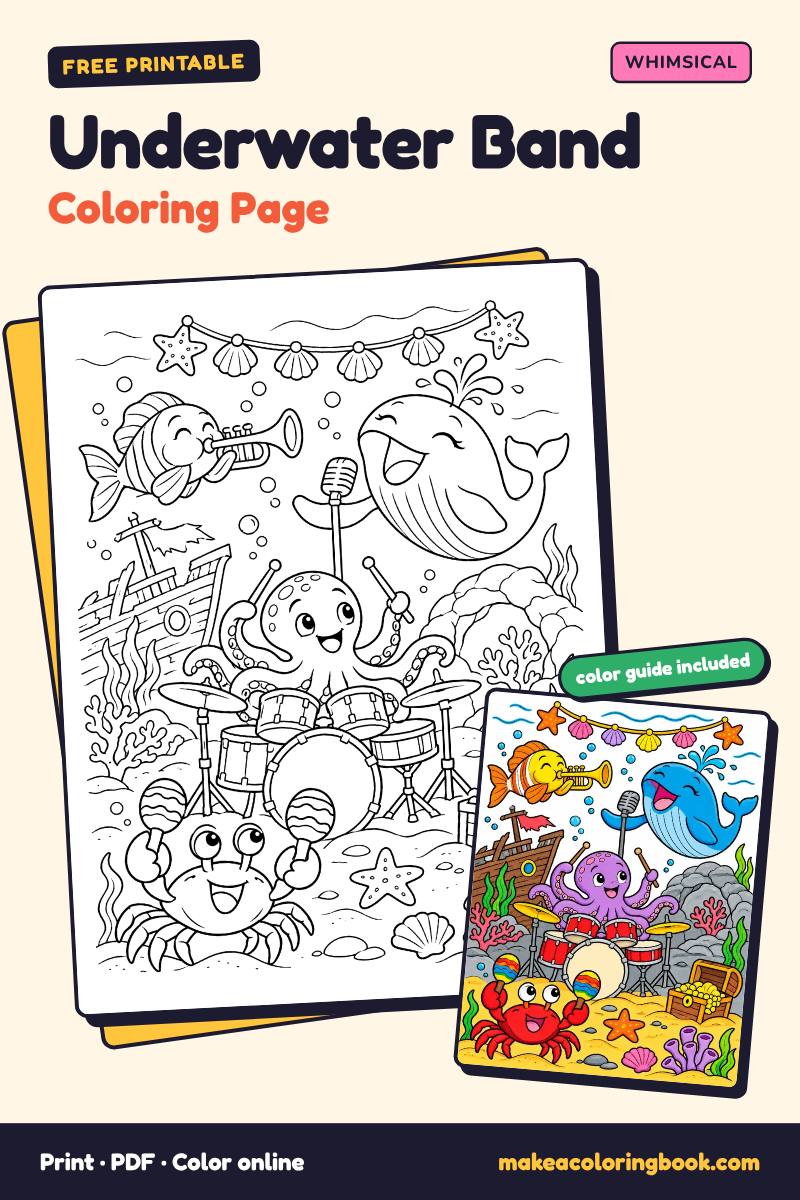 FREE PRINTABLE
WHIMSICAL
Underwater Band
Coloring Page
color guide included
Print · PDF · Color online
makeacoloringbook.com